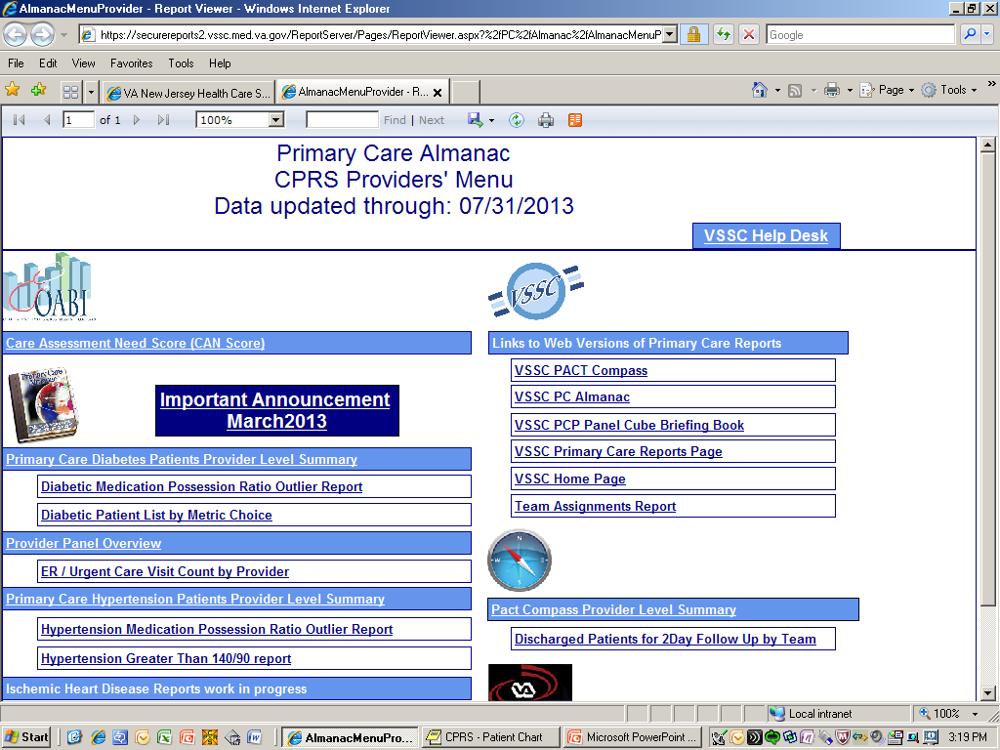 AlmanacMenuProvider - Report Viewer - Windows Internet Explorer
https://securereports2.vssc.med.va.gov/ReportServer/Pages/ReportViewer.aspx?%2fPC%2fAlmanac%2fAlmanacMenuP
Google
File Edit View Favorites Tools Help
VA New Jersey Health Care S...
AlmanacMenuProvider - R...
Page
Tools
1 of 1
100%
Find | Next
Primary Care Almanac
CPRS Providers' Menu
Data updated through: 07/31/2013
VSSC Help Desk
OABI
Care Assessment Need Score (CAN Score)
Primary Care
Important Announcement
March2013
Primary Care Diabetes Patients Provider Level Summary
Diabetic Medication Possession Ratio Outlier Report
Diabetic Patient List by Metric Choice
Provider Panel Overview
ER / Urgent Care Visit Count by Provider
Primary Care Hypertension Patients Provider Level Summary
Hypertension Medication Possession Ratio Outlier Report
Hypertension Greater Than 140/90 report
Ischemic Heart Disease Reports work in progress
VSSC
Links to Web Versions of Primary Care Reports
VSSC PACT Compass
VSSC PC Almanac
VSSC PCP Panel Cube Briefing Book
VSSC Primary Care Reports Page
VSSC Home Page
Team Assignments Report
N
W E
S
Pact Compass Provider Level Summary
Discharged Patients for 2Day Follow Up by Team
VA
Local intranet
100%
Start
AlmanacMenuPro...
CPRS - Patient Chart
Microsoft PowerPoint ...
3:19 PM